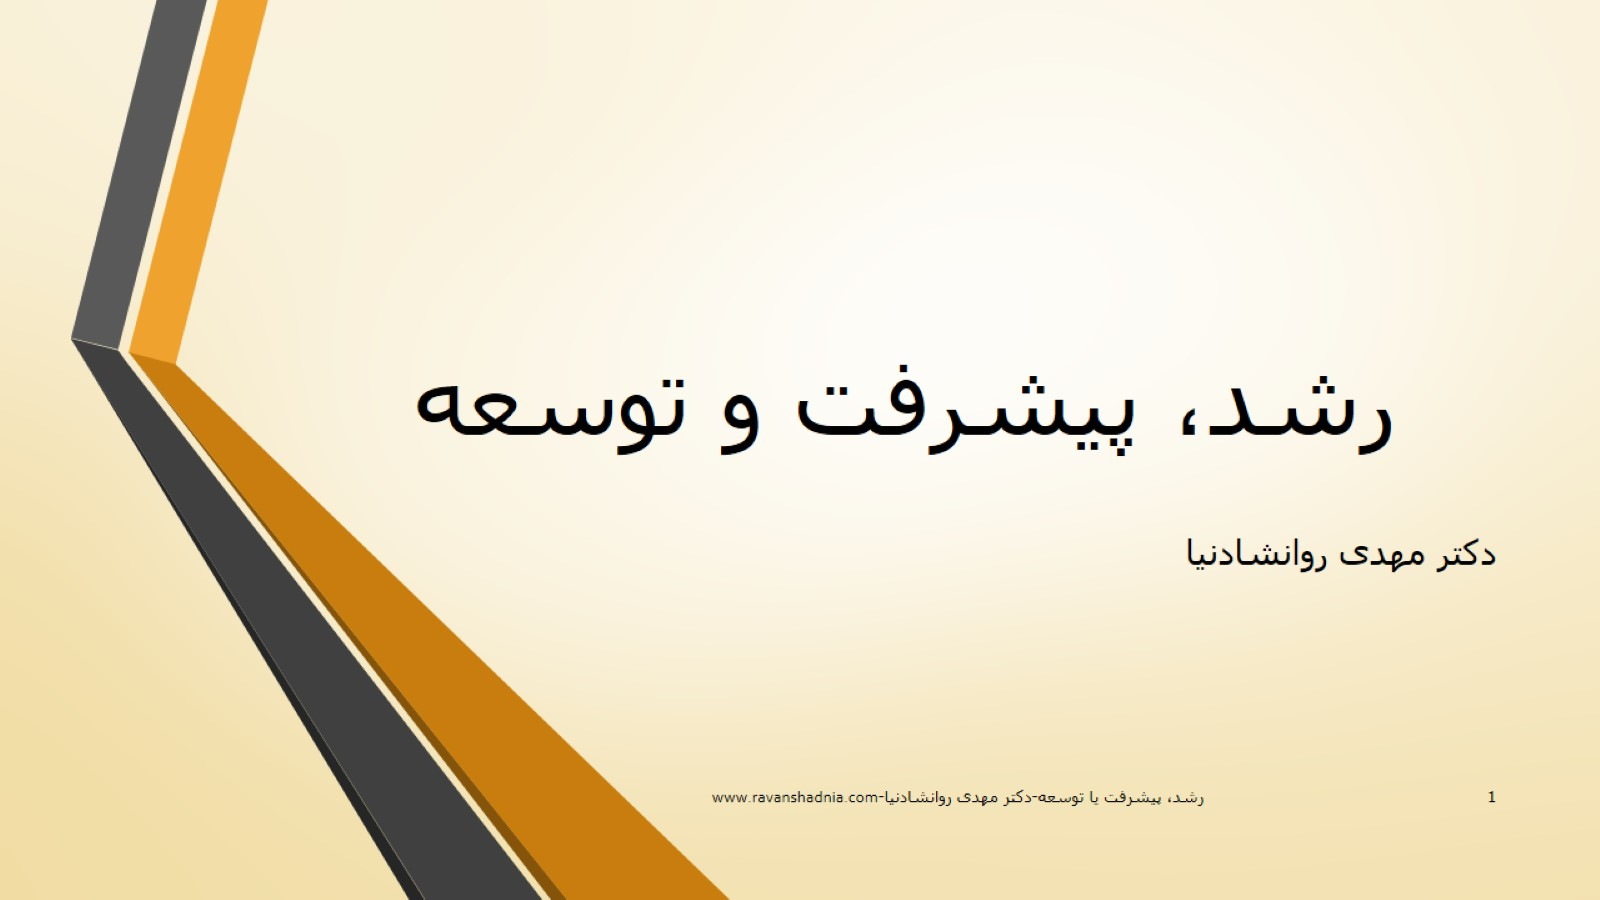 رشد، پیشرفت و توسعه
دکتر مهدی روانشادنیا
رشد، پیشرفت یا توسعه-دکتر مهدی روانشادنیا-www.ravanshadnia.com
1